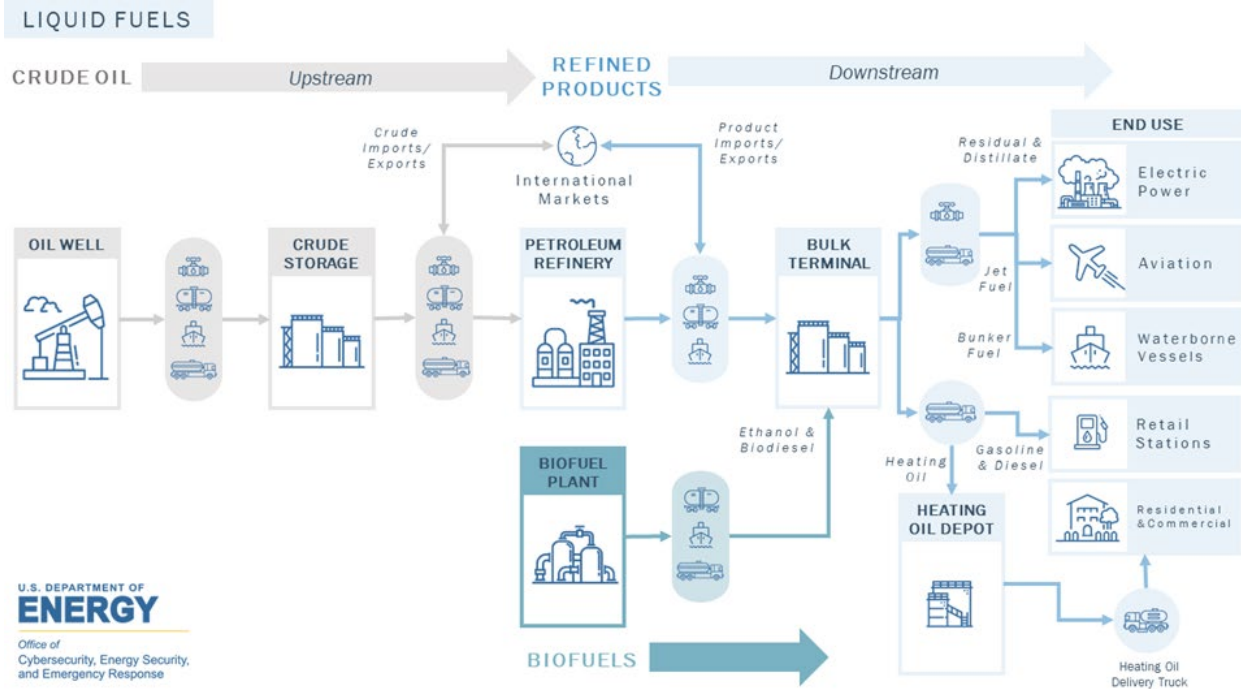 LIQUID FUELS
CRUDE OIL
Upstream
REFINED
PRODUCTS
Downstream
Crude
Imports/
Exports
International
Markets
Product
Imports/
Exports
Residual &
Distillate
END USE
Electric
Power
OIL WELL
CRUDE
STORAGE
PETROLEUM
REFINERY
BULK
TERMINAL
Jet
Fuel
Aviation
Bunker
Fuel
Waterborne
Vessels
Ethanol &
Biodiesel
Heating
Oil
Gasoline
& Diesel
Retail
Stations
BIOFUEL
PLANT
HEATING
OIL DEPOT
Residential
& Commercial
U.S. DEPARTMENT OF
ENERGY
Office of
Cybersecurity, Energy Security,
and Emergency Response
BIOFUELS
Heating Oil
Delivery Truck